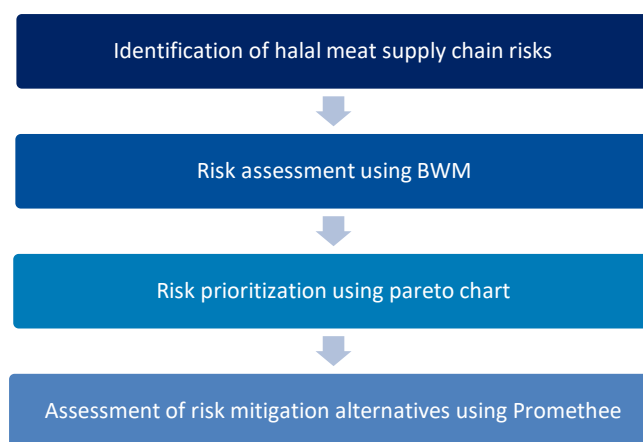 Identification of halal meat supply chain risks
Risk assessment using BWM
Risk prioritization using pareto chart
Assessment of risk mitigation alternatives using Promethee